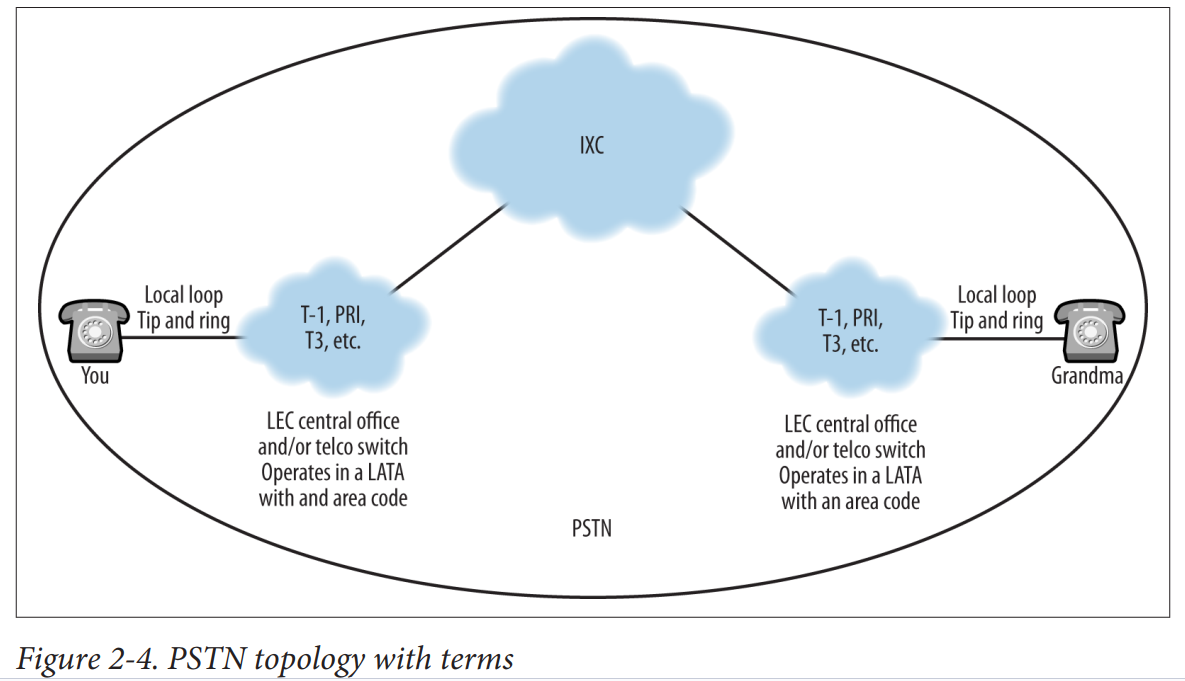 IXC
Local loop
Tip and ring
You
T-1, PRI,
T3, etc.
LEC central office
and/or telco switch
Operates in a LATA
with and area code
T-1, PRI,
T3, etc.
LEC central office
and/or telco switch
Operates in a LATA
with an area code
Local loop
Tip and ring
Grandma
PSTN
Figure 2-4. PSTN topology with terms